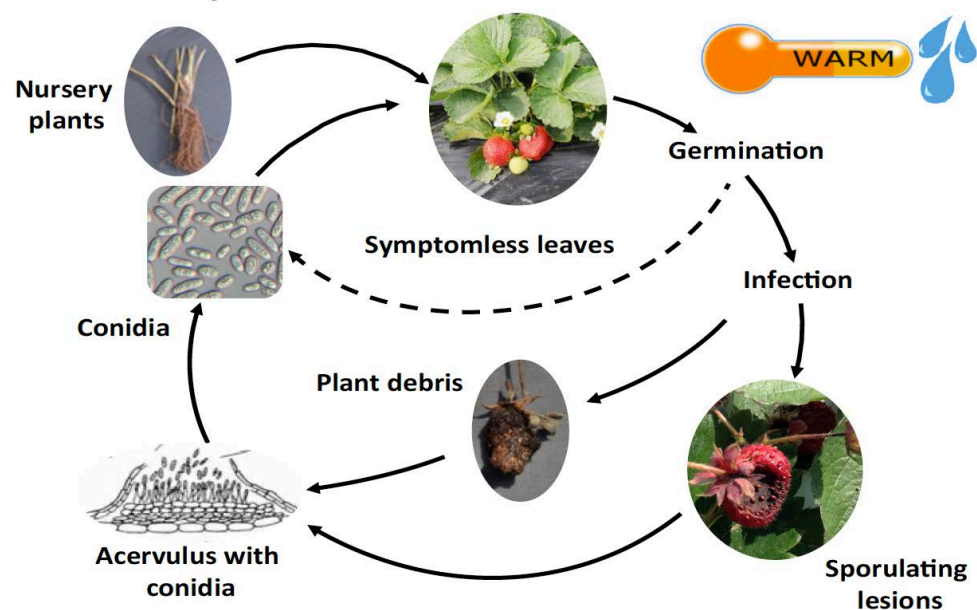 Nursery
plants
WARM
Germination
Symptomless leaves
Infection
Conidia
Plant debris
Acervulus with
conidia
Sporulating
lesions